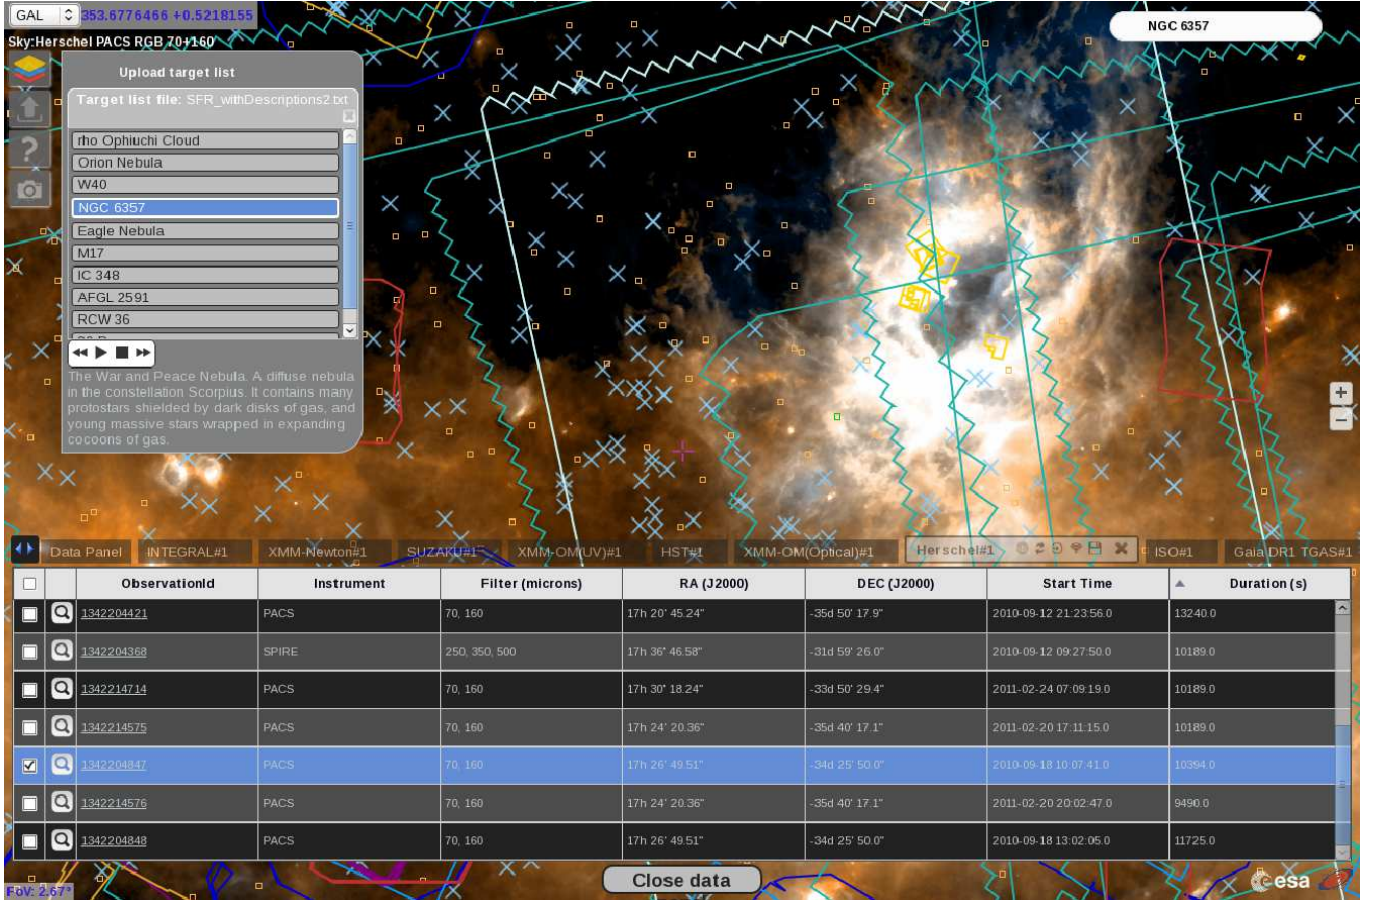 GAL 353.6776466 +0.5218155
NGC 6357
Sky:Herschel PACS RGB 70+160
Upload target list
Target list file: SFR_withDescriptions2.txt
rho Ophiuchi Cloud
Orion Nebula
W40
NGC 6357
Eagle Nebula
M17
IC 348
AFGL 2591
RCW 36
The War and Peace Nebula. A diffuse nebula
in the constellation Scorpius. It contains many
protostars shielded by dark disks of gas, and
young massive stars wrapped in expanding
cocoons of gas.
Data Panel INTEGRAL#1 XMM-Newton#1 SUZAKU#1 XMM-OM(UV)#1 HST#1 XMM-OM(Optical)#1 Herschel#1 ISO#1 Gaia DR1 TGAS#1
ObservationId Instrument Filter (microns) RA (J2000) DEC (J2000) Start Time Duration (s)
1342204421 PACS 70, 160 17h 20' 45.24" -35d 50' 17.9" 2010-09-12 21:23:56.0 13240.0
1342204368 SPIRE 250, 350, 500 17h 36' 46.58" -31d 59' 26.0" 2010-09-12 09:27:50.0 10189.0
1342214714 PACS 70, 160 17h 30' 18.24" -33d 50' 29.4" 2011-02-24 07:09:19.0 10189.0
1342214575 PACS 70, 160 17h 24' 20.36" -35d 40' 17.1" 2011-02-20 17:11:15.0 10189.0
1342204847 PACS 70, 160 17h 26' 49.51" -34d 25' 50.0" 2010-09-18 10:07:41.0 10394.0
1342214576 PACS 70, 160 17h 24' 20.36" -35d 40' 17.1" 2011-02-20 20:02:47.0 9490.0
1342204848 PACS 70, 160 17h 26' 49.51" -34d 25' 50.0" 2010-09-18 13:02:05.0 11725.0
Close data
FoV: 2.67°
esa